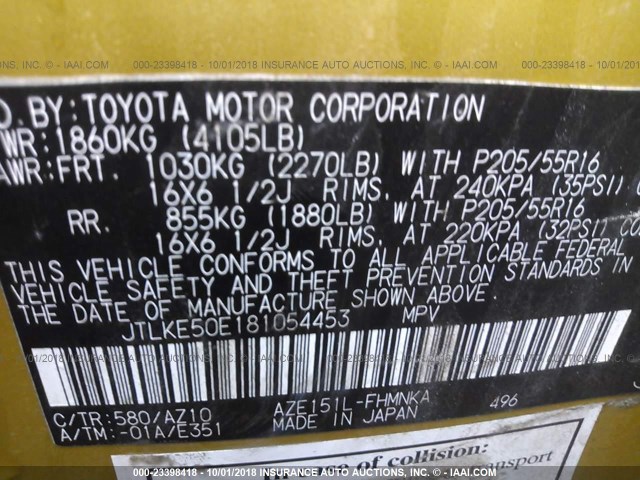 000-23398418 - 10/01/2018 INSURANCE AUTO AUCTIONS, INC. - WWW.IAAI.COM
BY: TOYOTA MOTOR CORPORATION
WR: 1860KG (4105LB)
AWR: FRT. 1030KG (2270LB) WITH P205/55R16
16X6 1/2J RIMS, AT 240KPA (35PSI)
RR. 855KG (1880LB) WITH P205/55R16
16X6 1/2J RIMS, AT 220KPA (32PSI)
THIS VEHICLE CONFORMS TO ALL APPLICABLE FEDERAL
VEHICLE SAFETY AND THEFT PREVENTION STANDARDS IN
THE DATE OF MANUFACTURE SHOWN ABOVE.
JTLKE50E181054453 MPV
C/TR: 580/AZ10 AZE151L-FHMNKA 496
A/TM: -01A/E351 MADE IN JAPAN
of collision:
000-23398418 - 10/01/2018 INSURANCE AUTO AUCTIONS, INC. - WWW.IAAI.COM